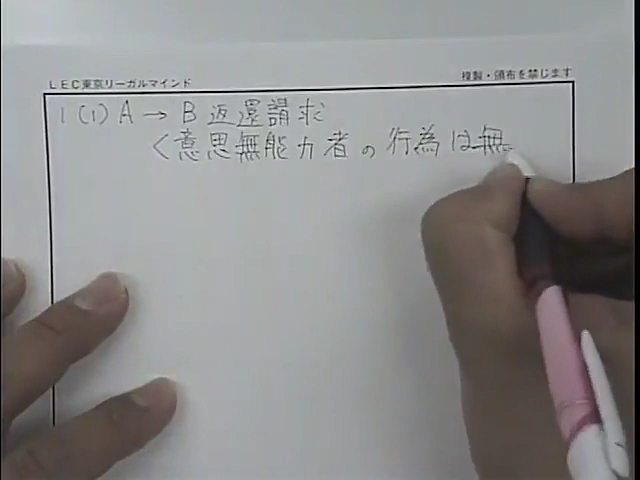 LEC東京リーガルマインド
複製・頒布を禁じます
1(1)A→B返還請求
く意思無能力者の行為は無